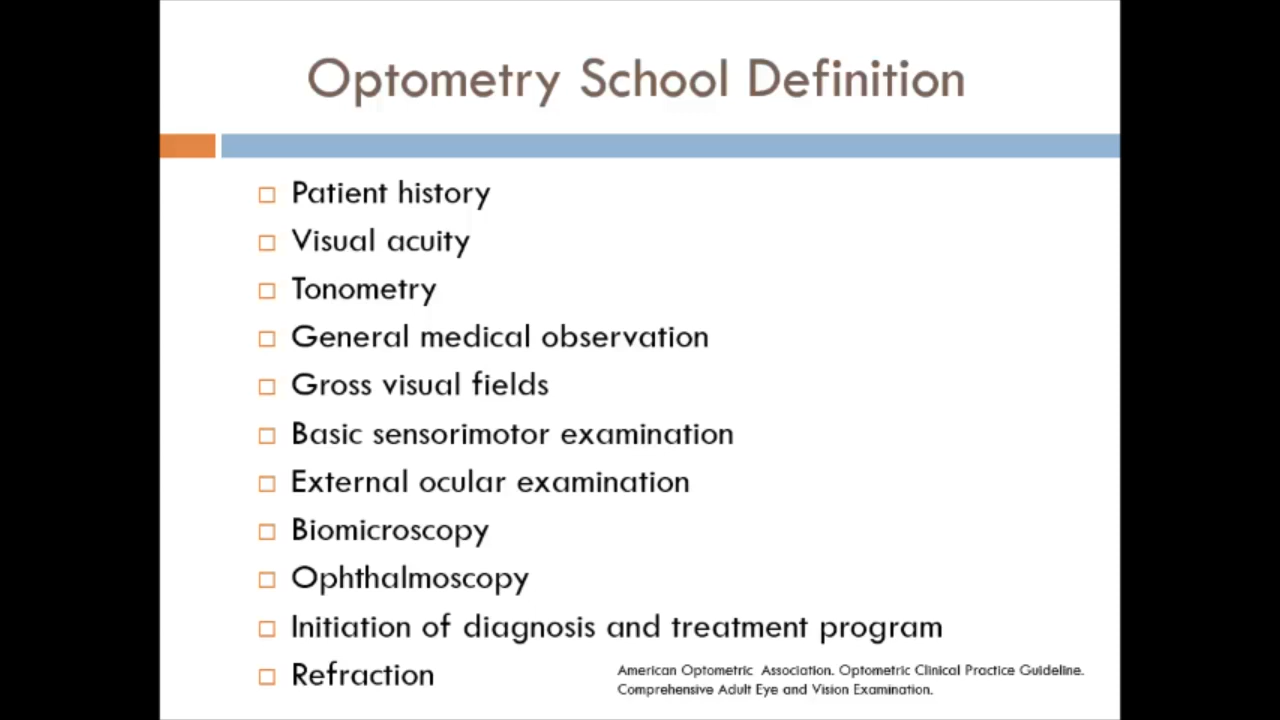 Optometry School Definition
Patient history
Visual acuity
Tonometry
General medical observation
Gross visual fields
Basic sensorimotor examination
External ocular examination
Biomicroscopy
Ophthalmoscopy
Initiation of diagnosis and treatment program
Refraction
American Optometric Association. Optometric Clinical Practice Guideline.
Comprehensive Adult Eye and Vision Examination.